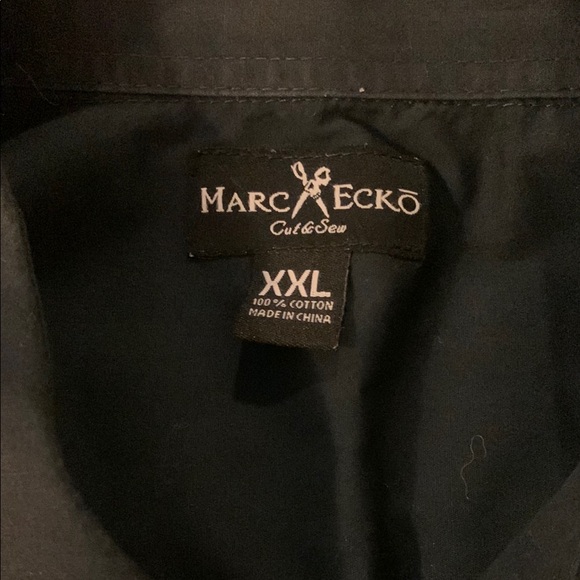 MARC ECKŌ
Cut & Sew
XXL
100% COTTON
MADE IN CHINA